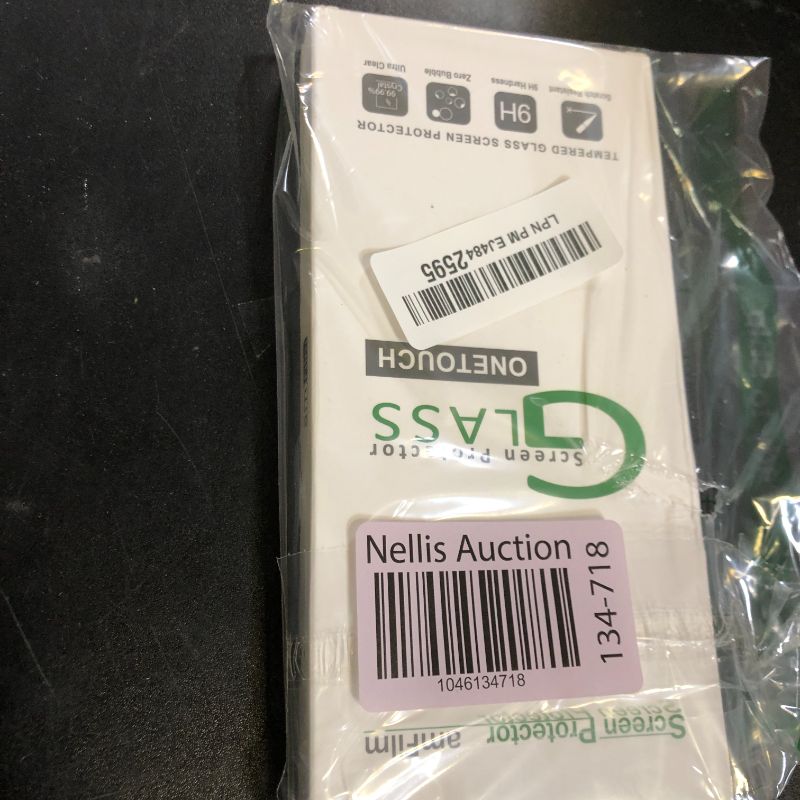 Ultra Clear
Zero Bubble
9H Hardness
Scratch Resistant
99.99%
Crystal
9H
TEMPERED GLASS SCREEN PROTECTOR
LPN PM EJ4842595
ONETOUCH
GLASS
Screen Protector
Nellis Auction
134-718
1046134718
amFilm
Screen Protector